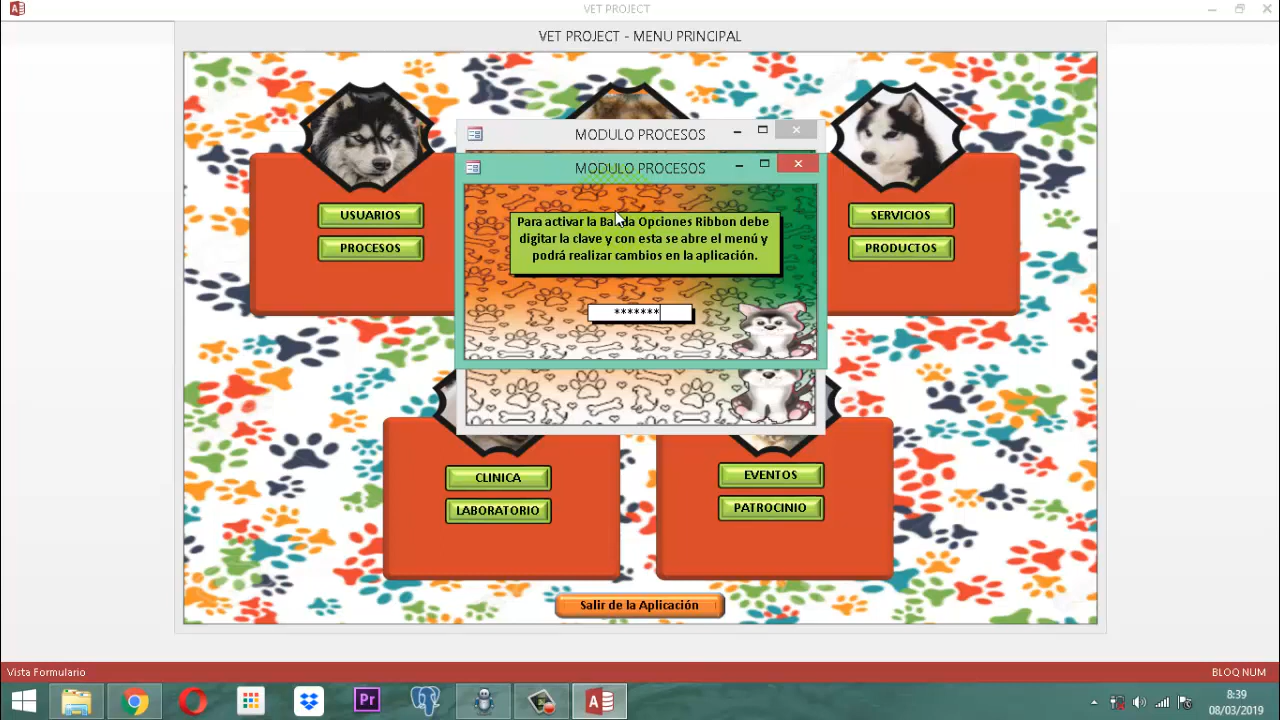 VET PROJECT
VET PROJECT - MENU PRINCIPAL
MODULO PROCESOS
MODULO PROCESOS
Para activar la Banda Opciones Ribbon debe
digitar la clave y con esta se abre el menú y
podrá realizar cambios en la aplicación.
*******
USUARIOS
PROCESOS
SERVICIOS
PRODUCTOS
CLINICA
LABORATORIO
EVENTOS
PATROCINIO
Salir de la Aplicación
Vista Formulario
BLOQ NUM
Pr
8:39
08/03/2019